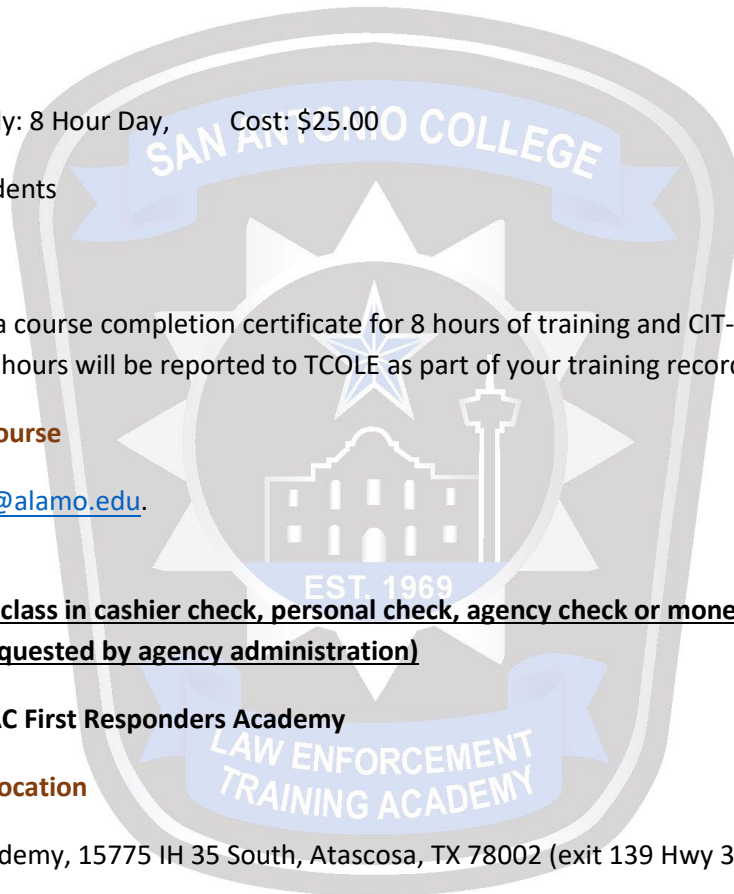 ly: 8 Hour Day, Cost: $25.00
SAN ANTONIO COLLEGE
dents
a course completion certificate for 8 hours of training and CIT-
hours will be reported to TCOLE as part of your training recor
ourse
@alamo.edu.
EST. 1969
class in cashier check, personal check, agency check or mone
quested by agency administration)
AC First Responders Academy
LAW ENFORCEMENT
TRAINING ACADEMY
ocation
demy, 15775 IH 35 South, Atascosa, TX 78002 (exit 139 Hwy 3